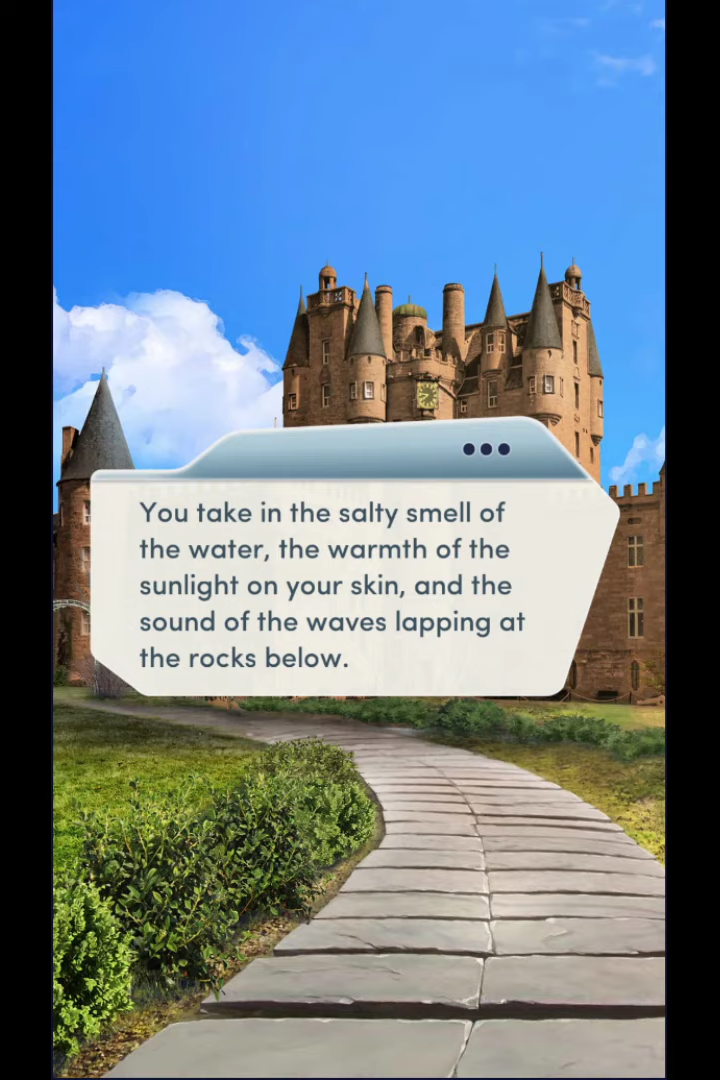 You take in the salty smell of
the water, the warmth of the
sunlight on your skin, and the
sound of the waves lapping at
the rocks below.